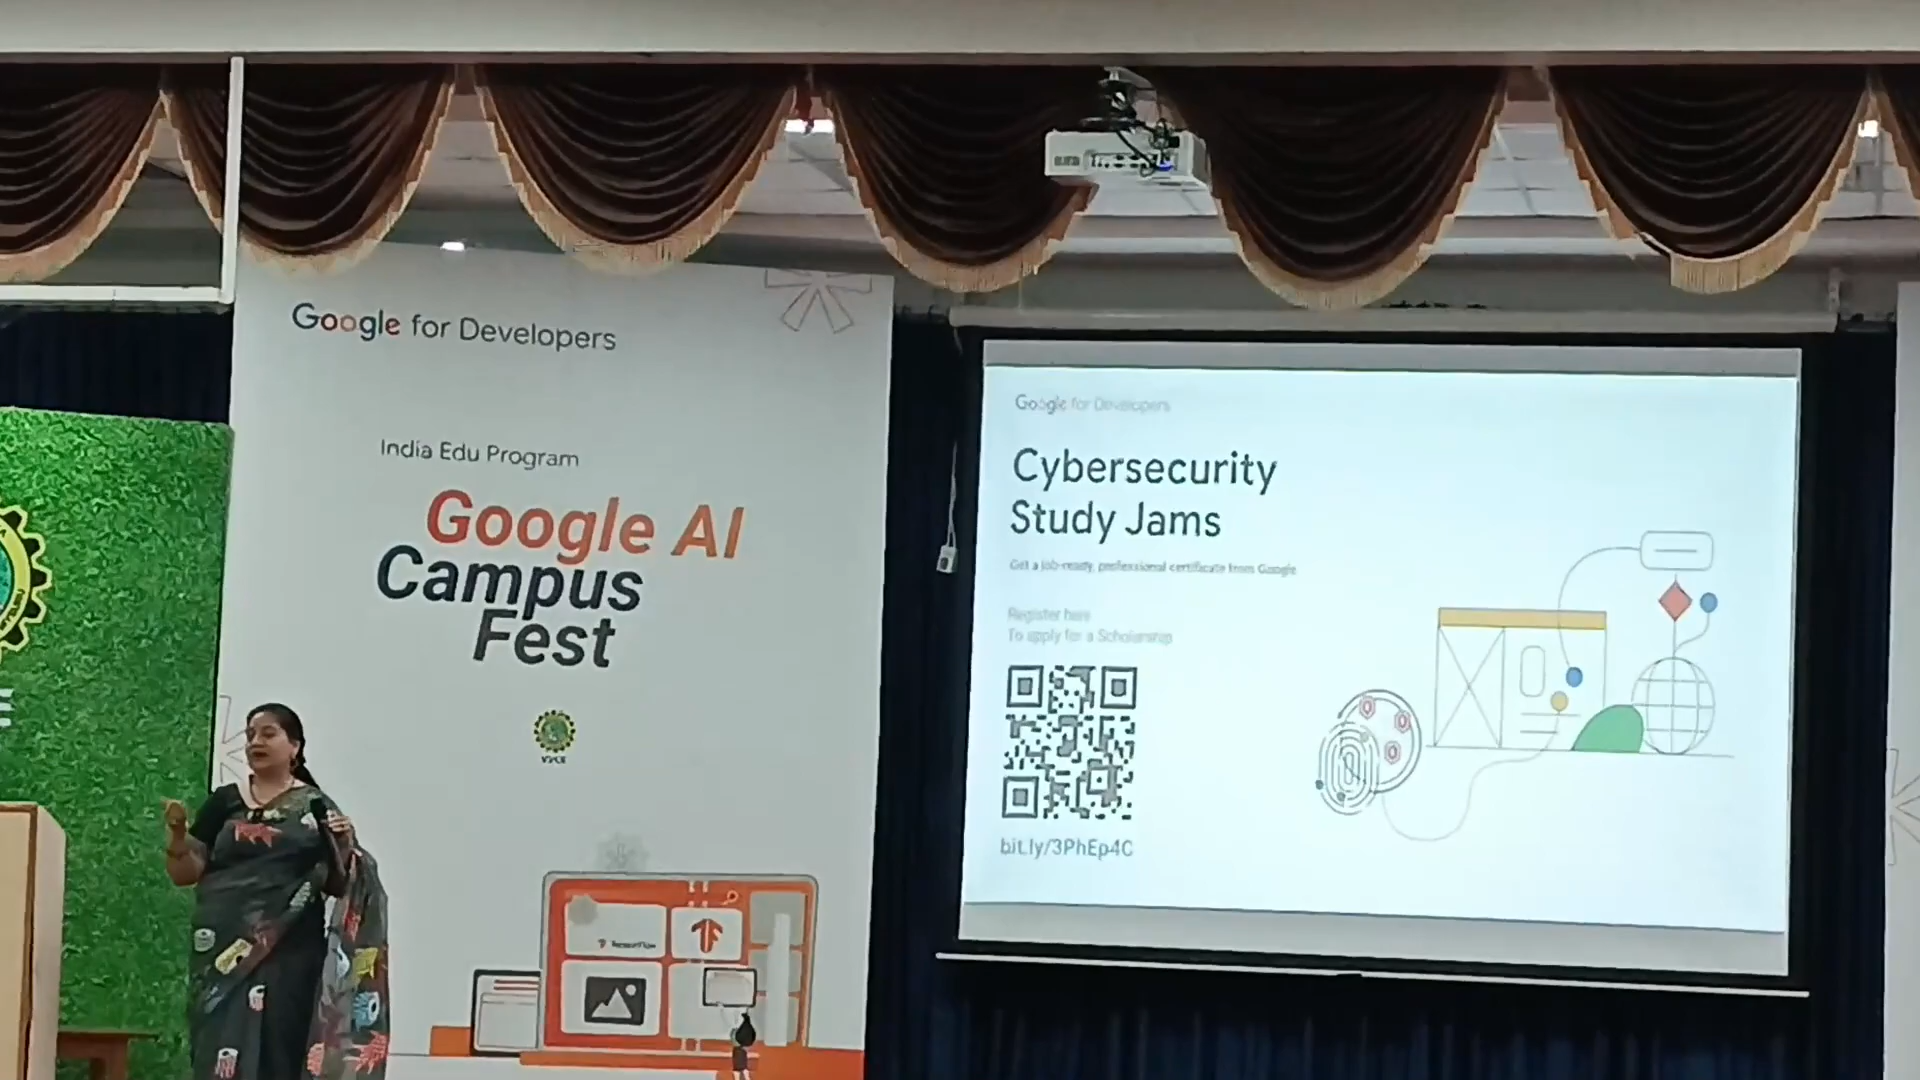 Google for Developers
India Edu Program
Google AI
Campus
Fest
TensorFlow
Google for Developers
Cybersecurity
Study Jams
Get a job-ready, professional certificate from Google
Register here
To apply for a Scholarship
bit.ly/3PhEp4C